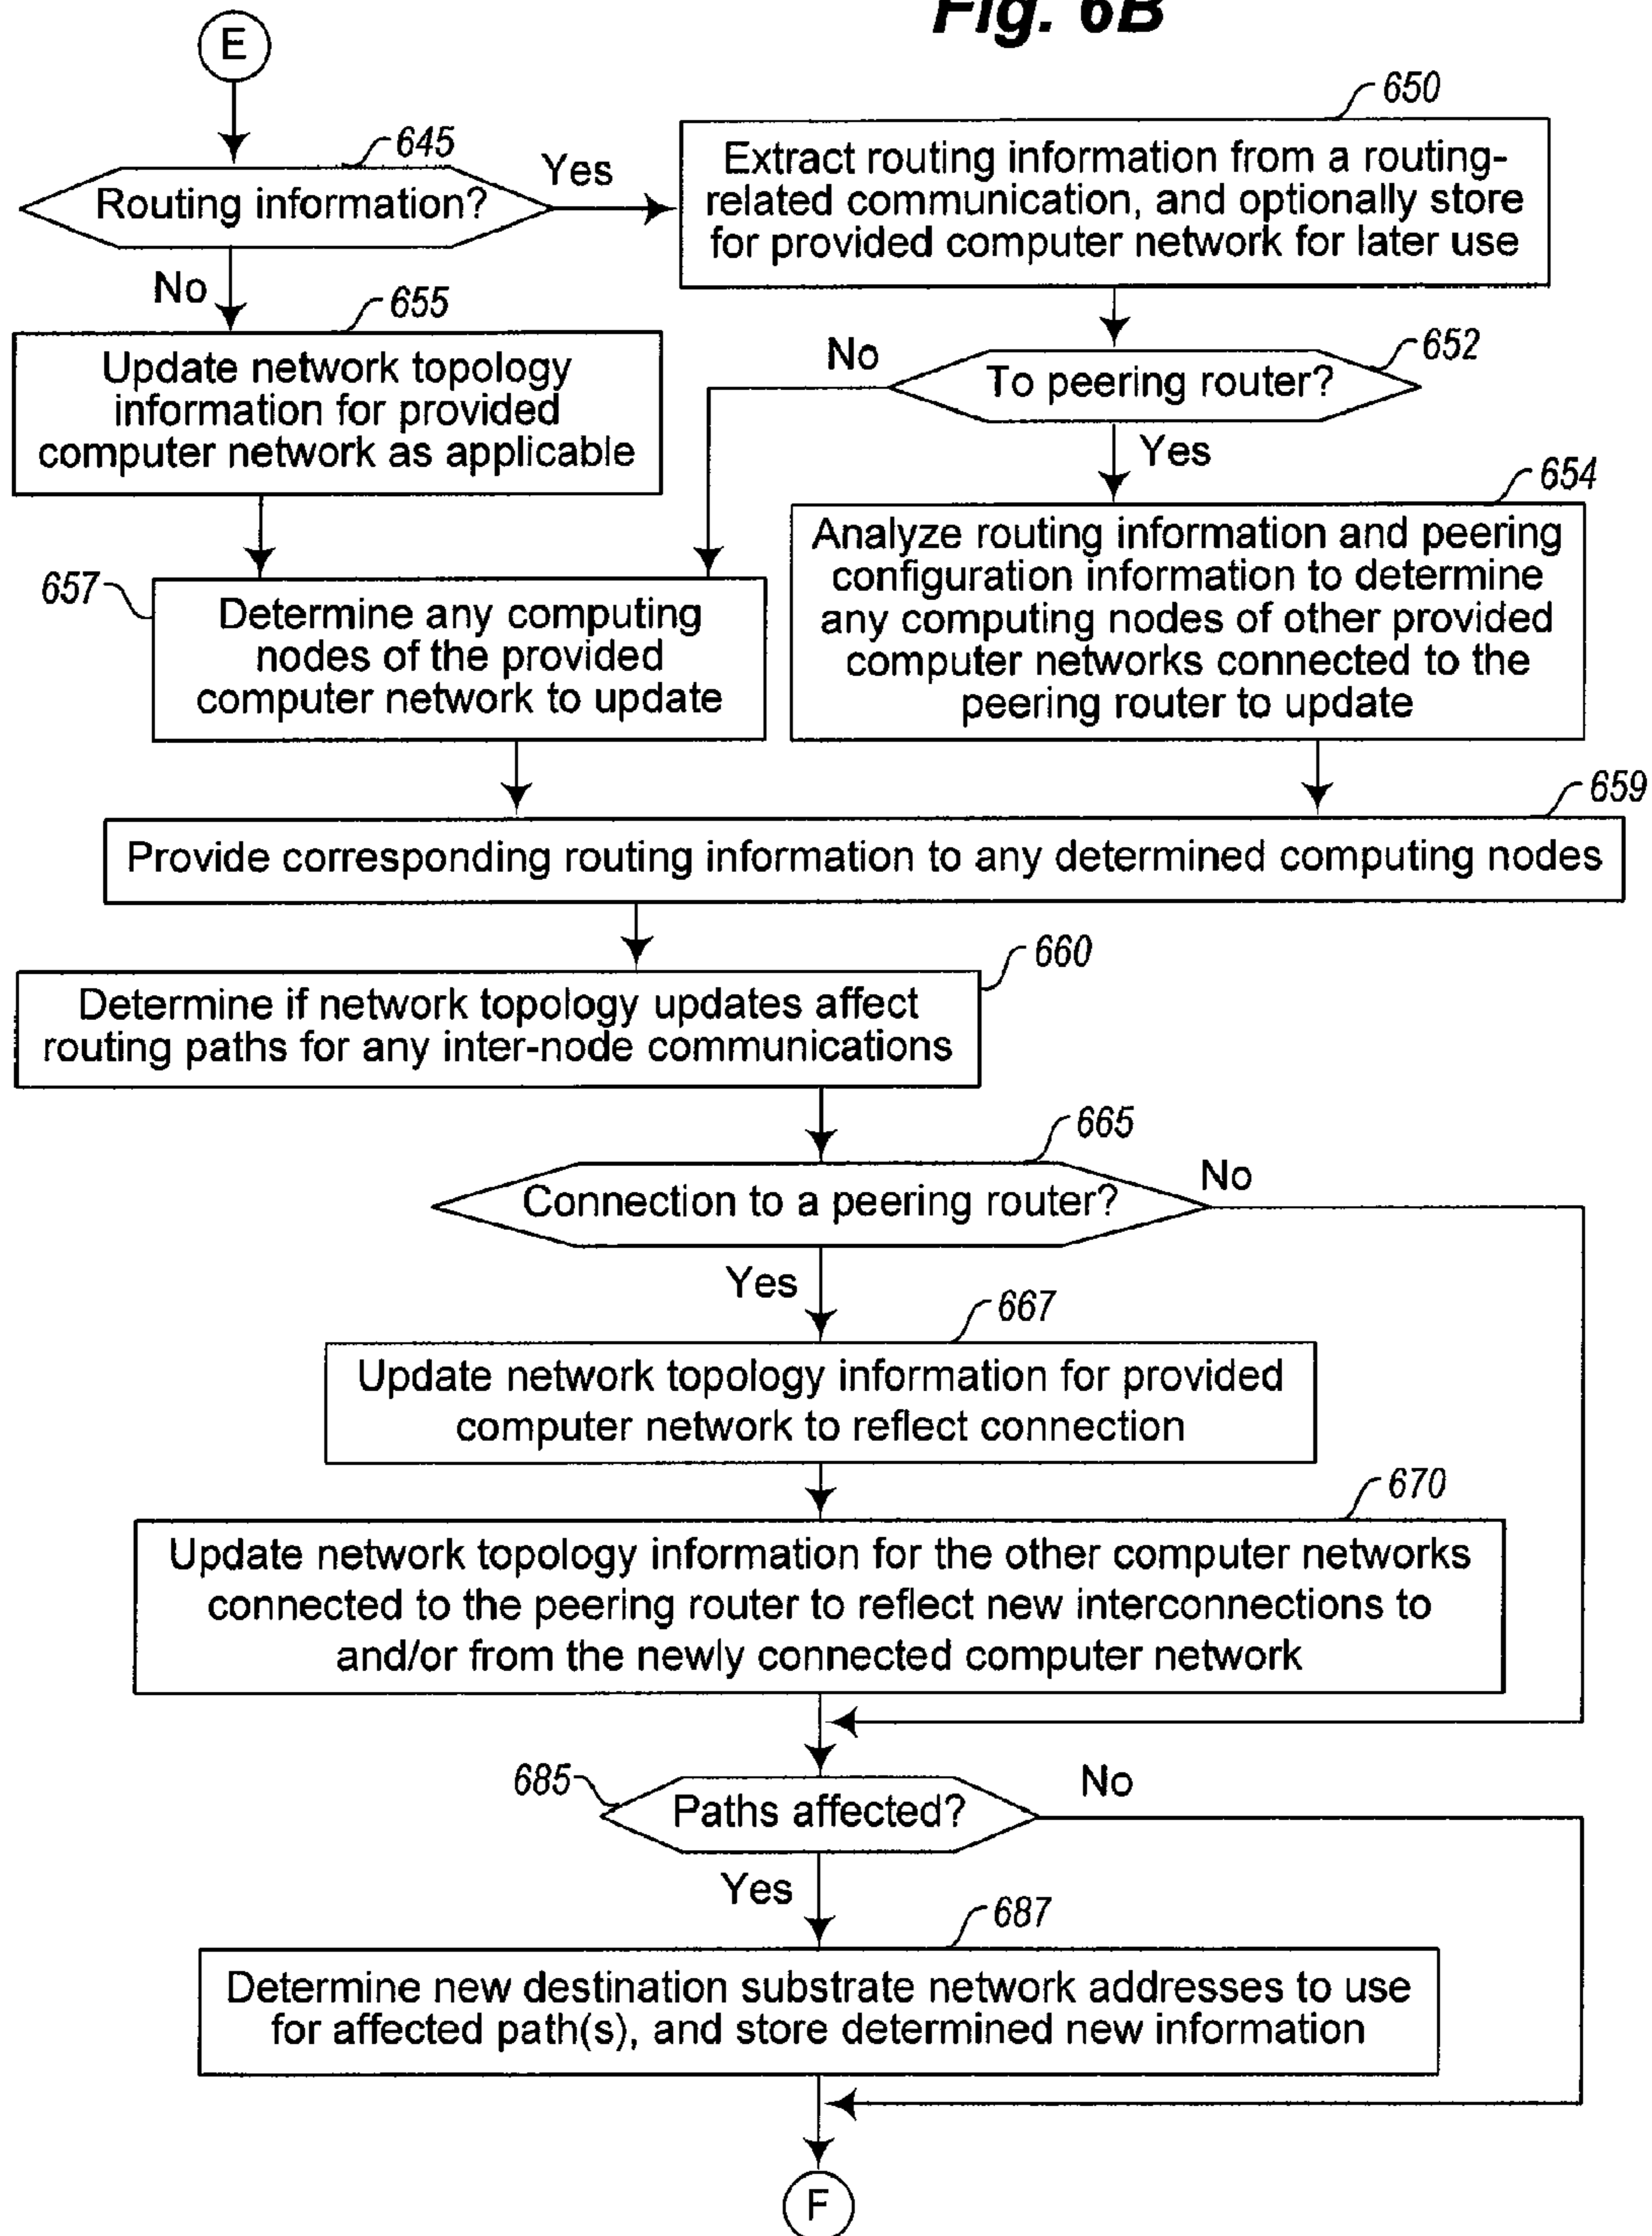 Fig. 6B
E
645
Routing information?
Yes
650
Extract routing information from a routing-
related communication, and optionally store
for provided computer network for later use
No
655
Update network topology
information for provided
computer network as applicable
No
652
To peering router?
Yes
654
Analyze routing information and peering
configuration information to determine
any computing nodes of other provided
computer networks connected to the
peering router to update
657
Determine any computing
nodes of the provided
computer network to update
659
Provide corresponding routing information to any determined computing nodes
660
Determine if network topology updates affect
routing paths for any inter-node communications
665
Connection to a peering router?
No
Yes
667
Update network topology information for provided
computer network to reflect connection
670
Update network topology information for the other computer networks
connected to the peering router to reflect new interconnections to
and/or from the newly connected computer network
685
Paths affected?
No
Yes
687
Determine new destination substrate network addresses to use
for affected path(s), and store determined new information
F